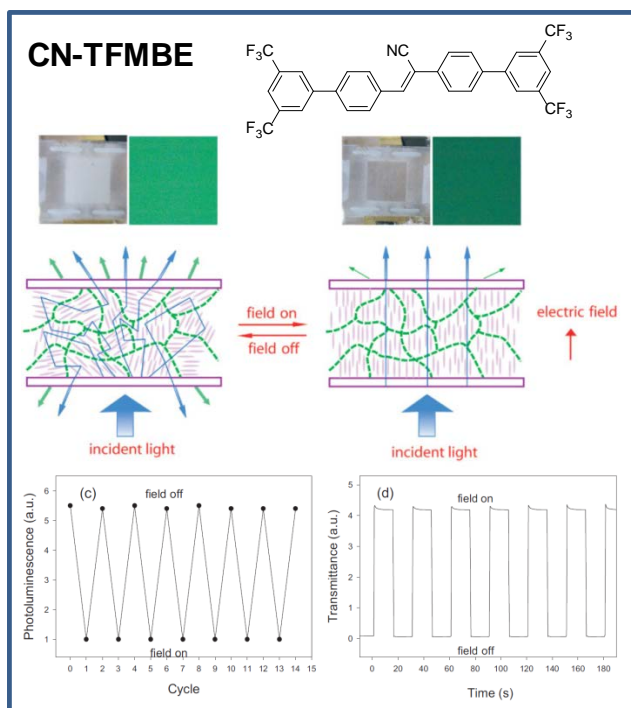 CN-TFMBE
CF₃
F₃C
NC
CF₃
CF₃
field on
field off
electric field
incident light
incident light
(c)
field off
Photoluminescence (a.u.)
6
5
4
3
2
1
field on
0 1 2 3 4 5 6 7 8 9 10 11 12 13 14 15
Cycle
(d)
field on
Transmittance (a.u.)
5
4
3
2
1
0
field off
0 20 40 60 80 100 120 140 160 180
Time (s)